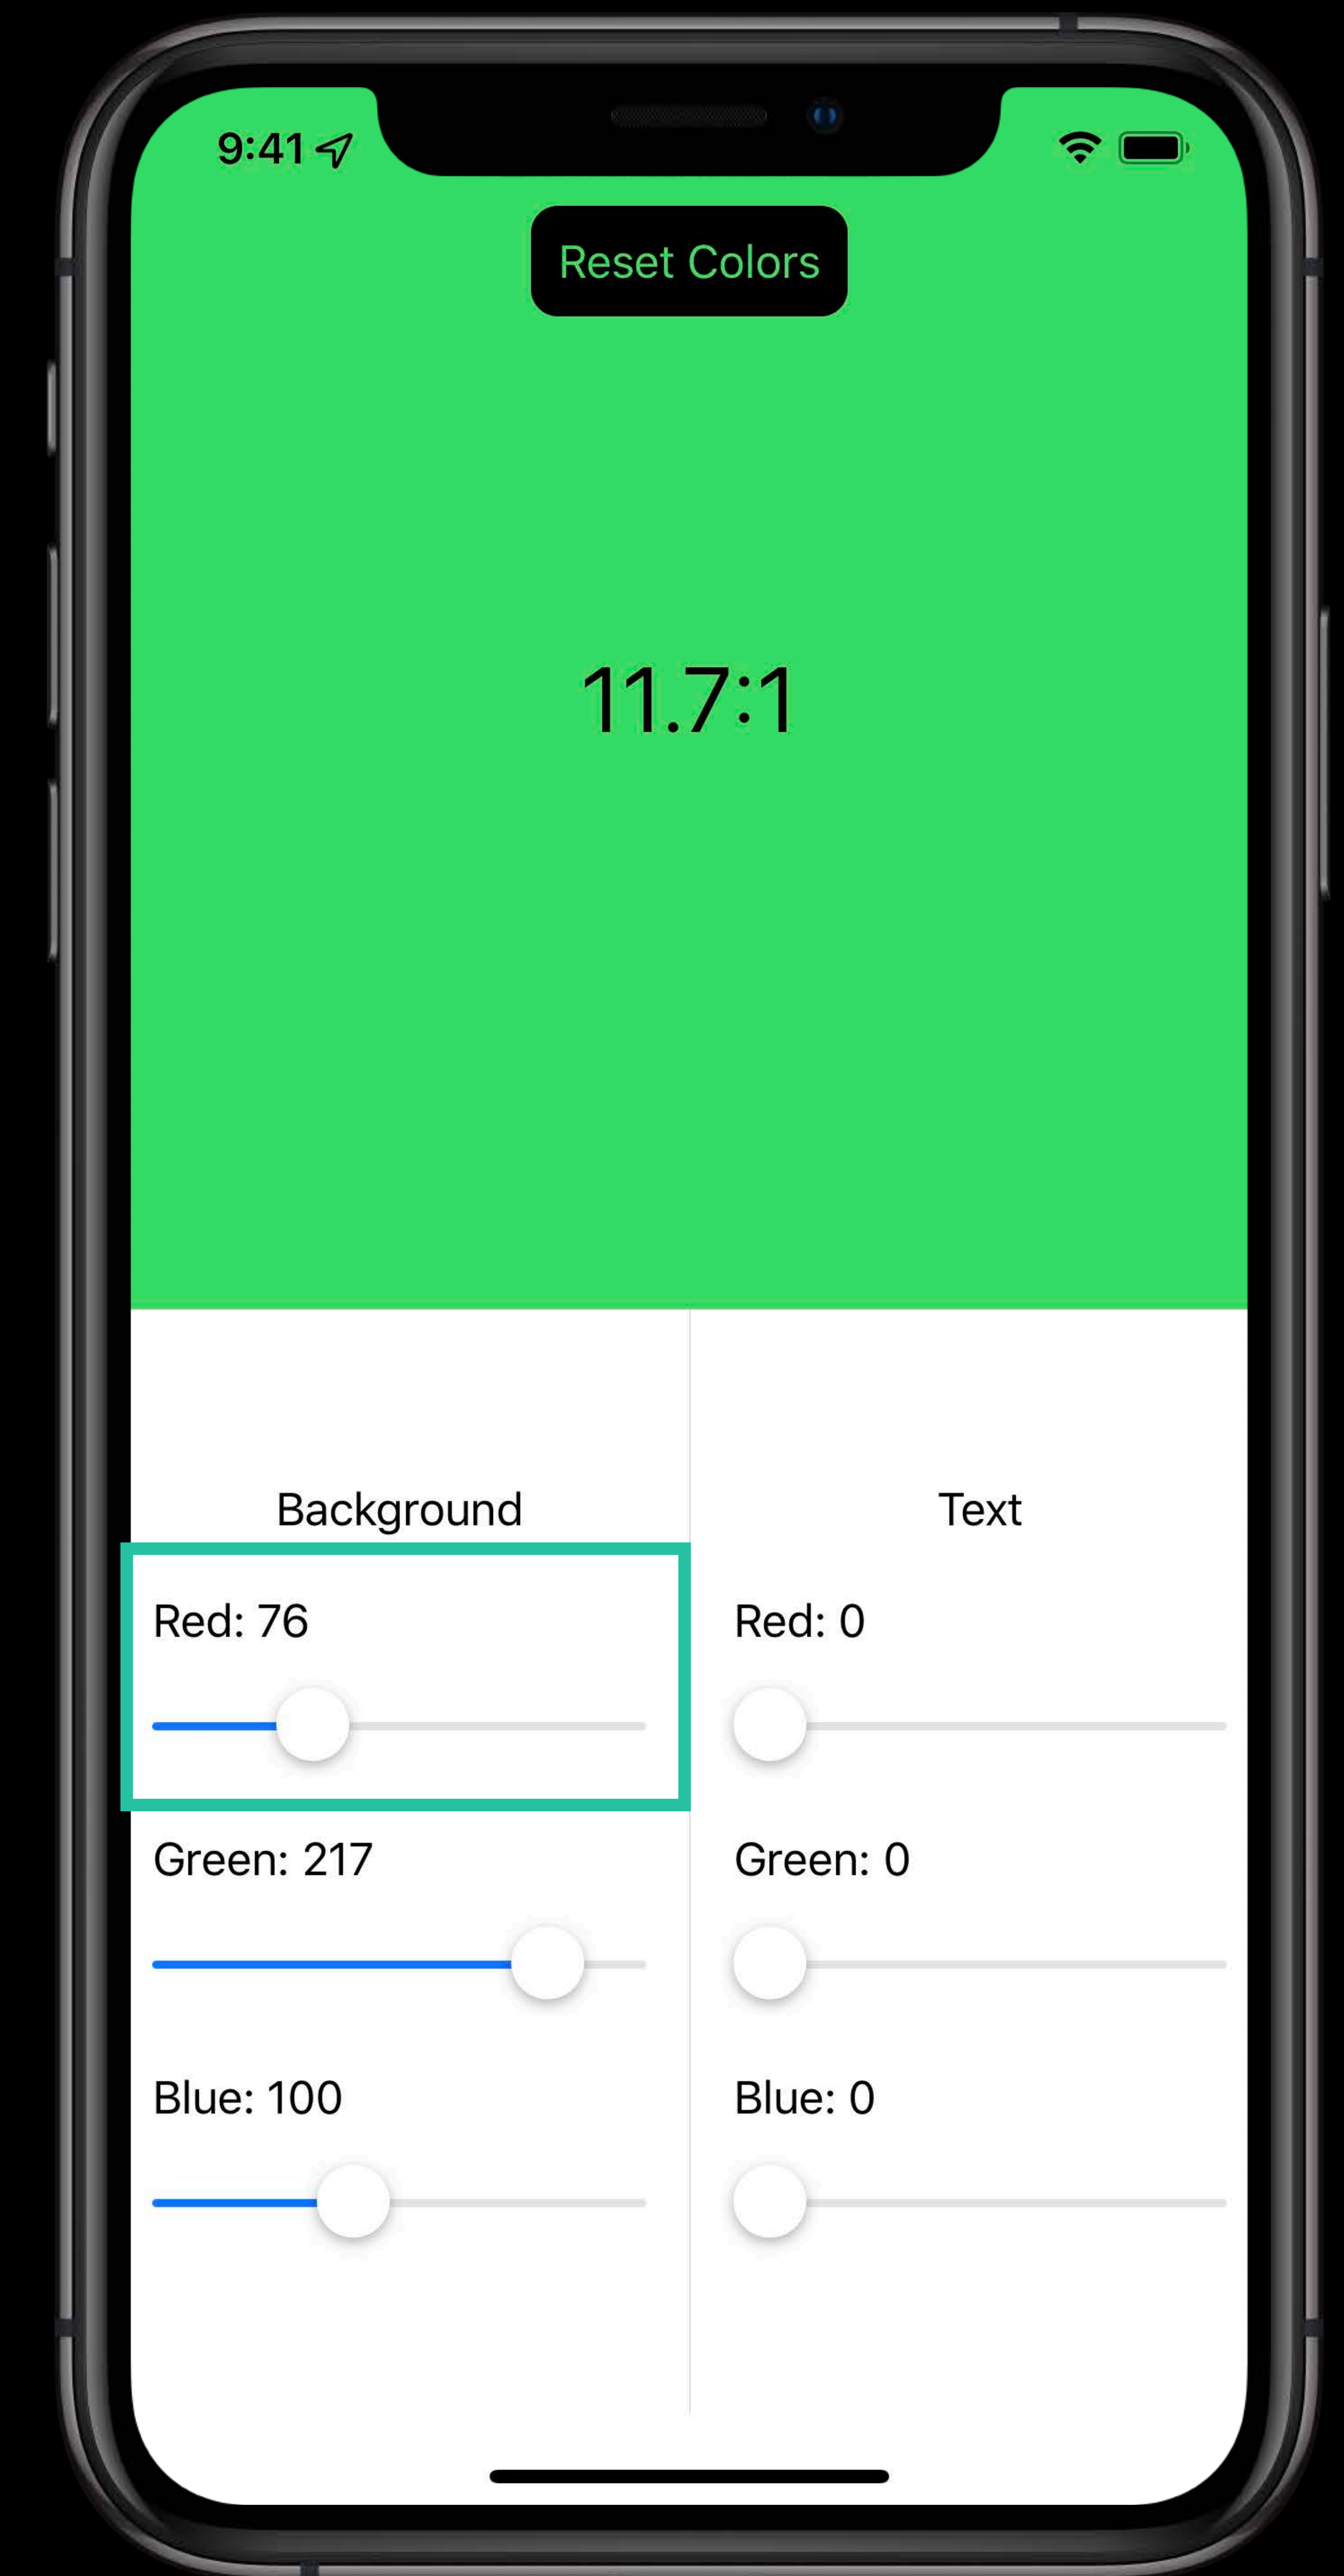 9:41
Reset Colors
11.7:1
Background
Red: 76
Green: 217
Blue: 100
Text
Red: 0
Green: 0
Blue: 0